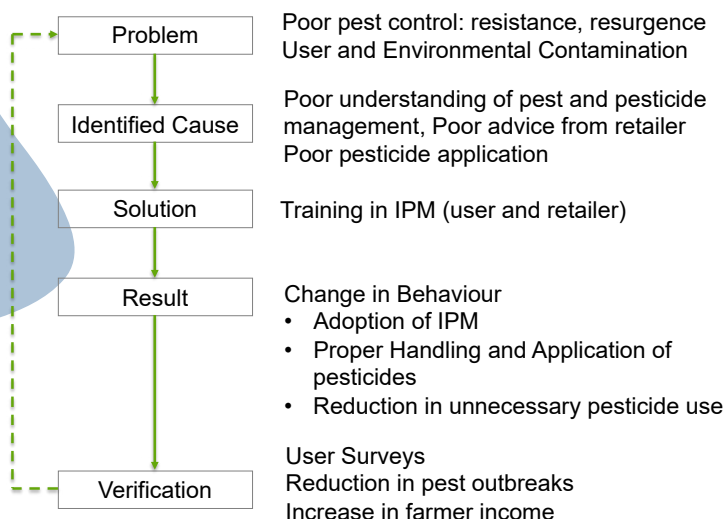 Problem
Poor pest control: resistance, resurgence
User and Environmental Contamination
Identified Cause
Poor understanding of pest and pesticide
management, Poor advice from retailer
Poor pesticide application
Solution
Training in IPM (user and retailer)
Result
Change in Behaviour
• Adoption of IPM
• Proper Handling and Application of
pesticides
• Reduction in unnecessary pesticide use
Verification
User Surveys
Reduction in pest outbreaks
Increase in farmer income